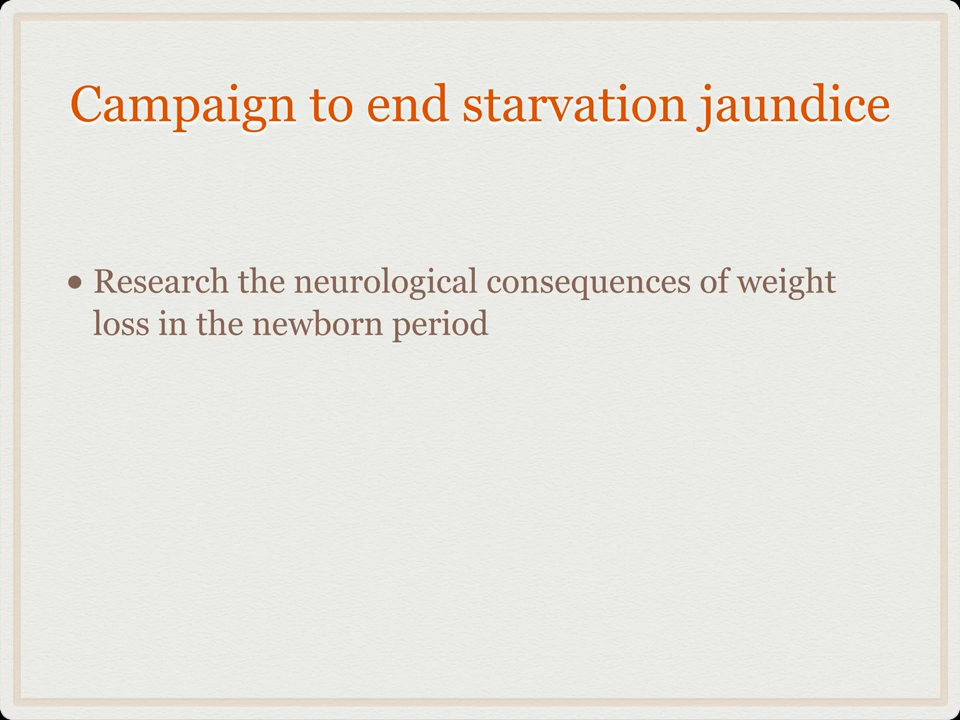 Campaign to end starvation jaundice
• Research the neurological consequences of weight
loss in the newborn period